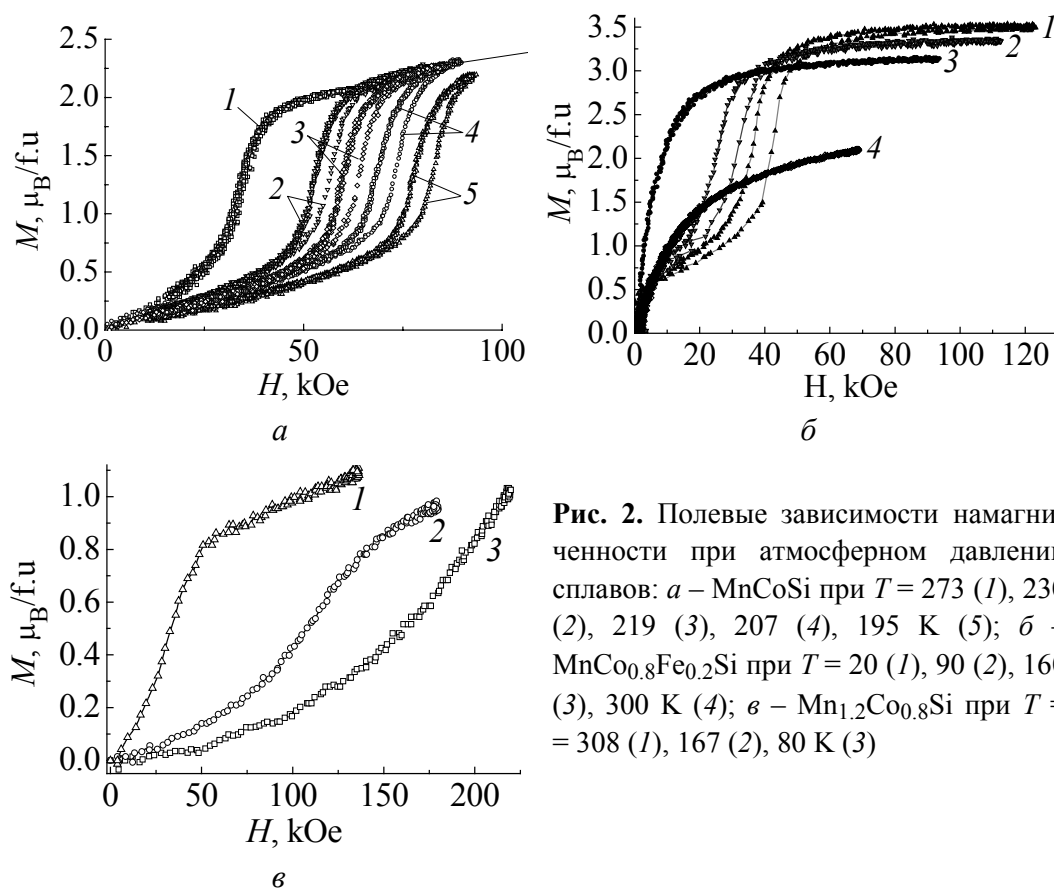 2.5
2.0
1.5
1.0
0.5
0.0
M, μB/f.u
1
2
3
4
5
0
50
100
H, kOe
а
3.5
3.0
2.5
2.0
1.5
1.0
0.5
0.0
M, μB/f.u
1
2
3
4
0 20 40 60 80 100 120
H, kOe
б
1.0
0.8
0.6
0.4
0.2
0.0
M, μB/f.u
1
2
3
0 50 100 150 200
H, kOe
в
Рис. 2. Полевые зависимости намагни
ченности при атмосферном давлени
сплавов: а – MnCoSi при T = 273 (1), 230
(2), 219 (3), 207 (4), 195 K (5); б –
MnCo0.8Fe0.2Si при T = 20 (1), 90 (2), 160
(3), 300 K (4); в – Mn1.2Co0.8Si при T =
= 308 (1), 167 (2), 80 K (3)